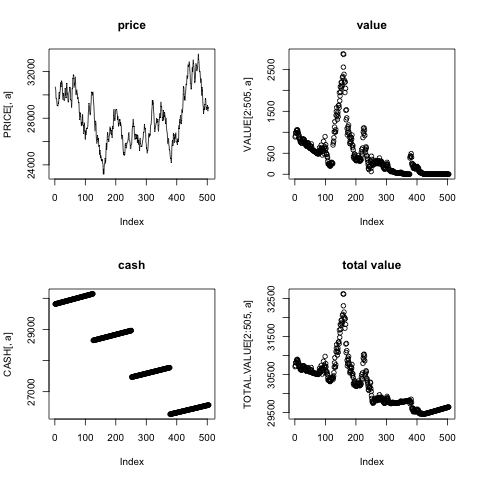 price
PRICE[, a]
24000 28000 32000
0 100 200 300 400 500
Index
value
VALUE[2:505, a]
0 500 1500 2500
0 100 200 300 400 500
Index
cash
CASH[, a]
27000 29000
0 100 200 300 400 500
Index
total value
TOTAL.VALUE[2:505, a]
29500 30500 31500 32500
0 100 200 300 400 500
Index